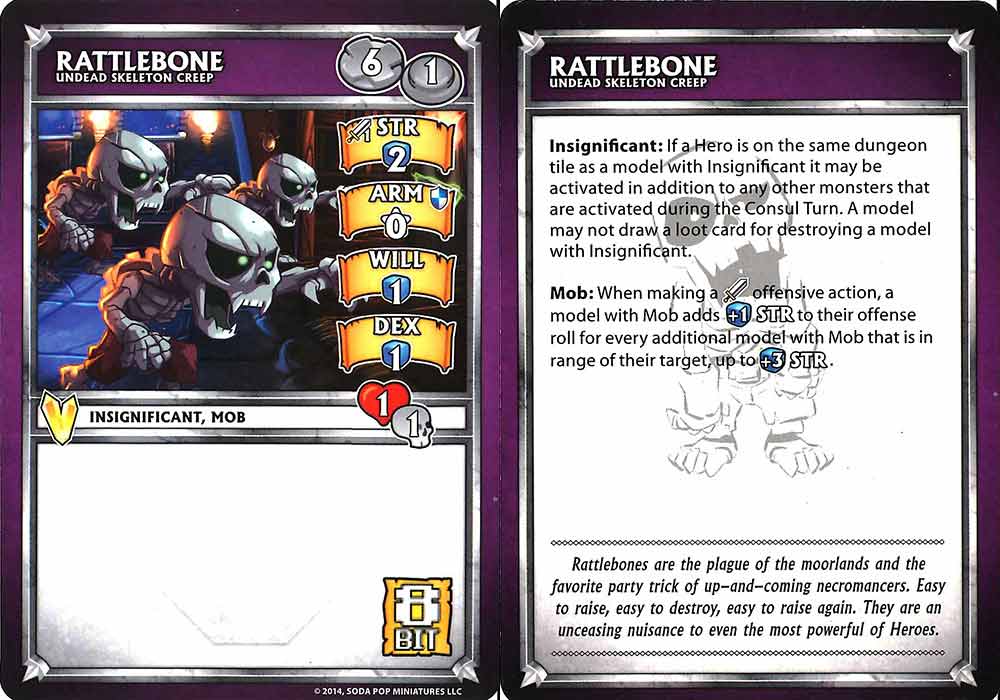 RATTLEBONE
UNDEAD SKELETON CREEP
6
1
STR
2
ARM
0
WILL
1
DEX
1
INSIGNIFICANT, MOB
1
1
8
BIT
© 2014, SODA POP MINIATURES LLC
RATTLEBONE
UNDEAD SKELETON CREEP
Insignificant: If a Hero is on the same dungeon
tile as a model with Insignificant it may be
activated in addition to any other monsters that
are activated during the Consul Turn. A model
may not draw a loot card for destroying a model
with Insignificant.
Mob: When making a offensive action, a
model with Mob adds +1 STR to their offense
roll for every additional model with Mob that is in
range of their target, up to +3 STR.
Rattlebones are the plague of the moorlands and the
favorite party trick of up-and-coming necromancers. Easy
to raise, easy to destroy, easy to raise again. They are an
unceasing nuisance to even the most powerful of Heroes.